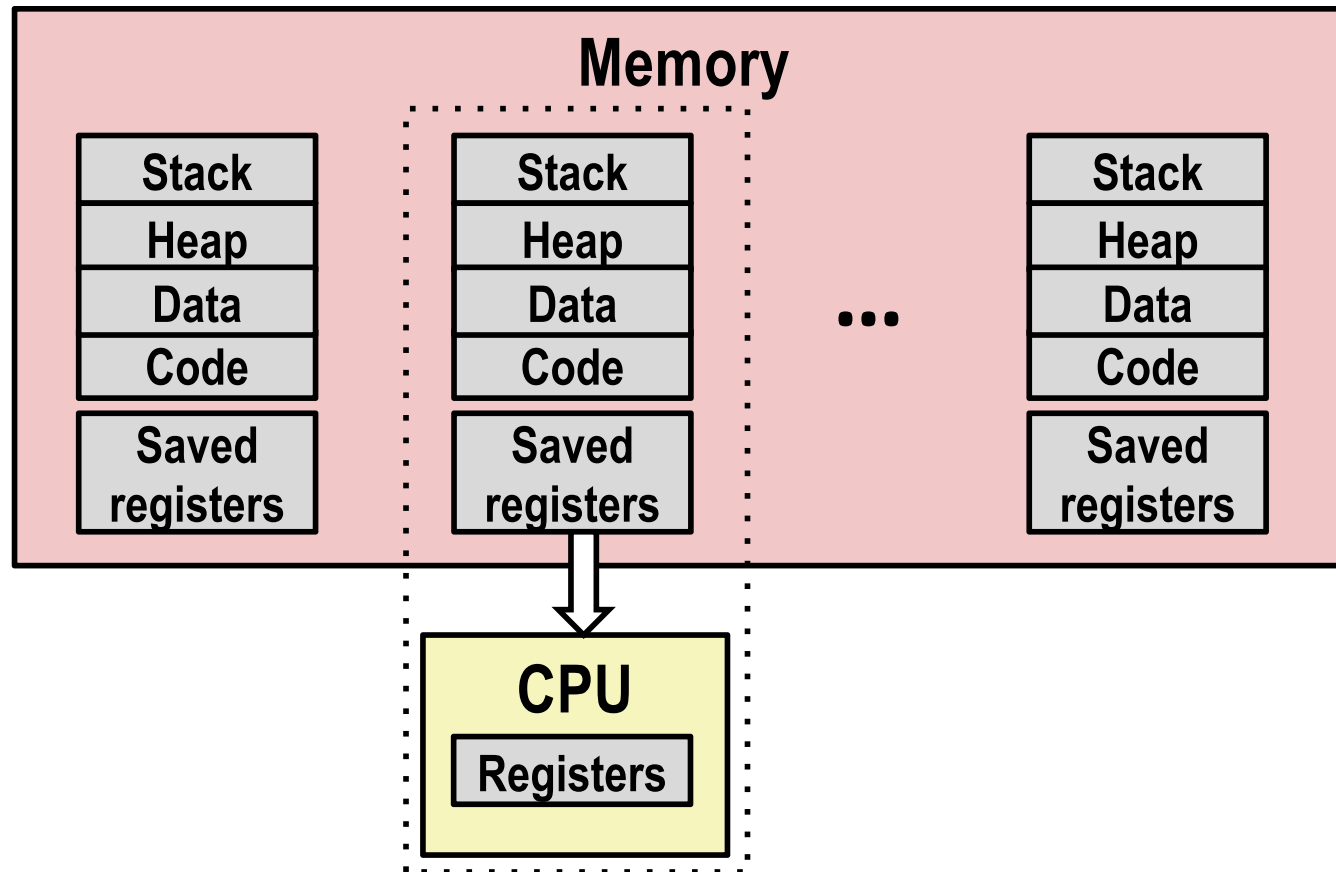 Memory
Stack
Heap
Data
Code
Saved
registers
Stack
Heap
Data
Code
Saved
registers
...
Stack
Heap
Data
Code
Saved
registers
CPU
Registers